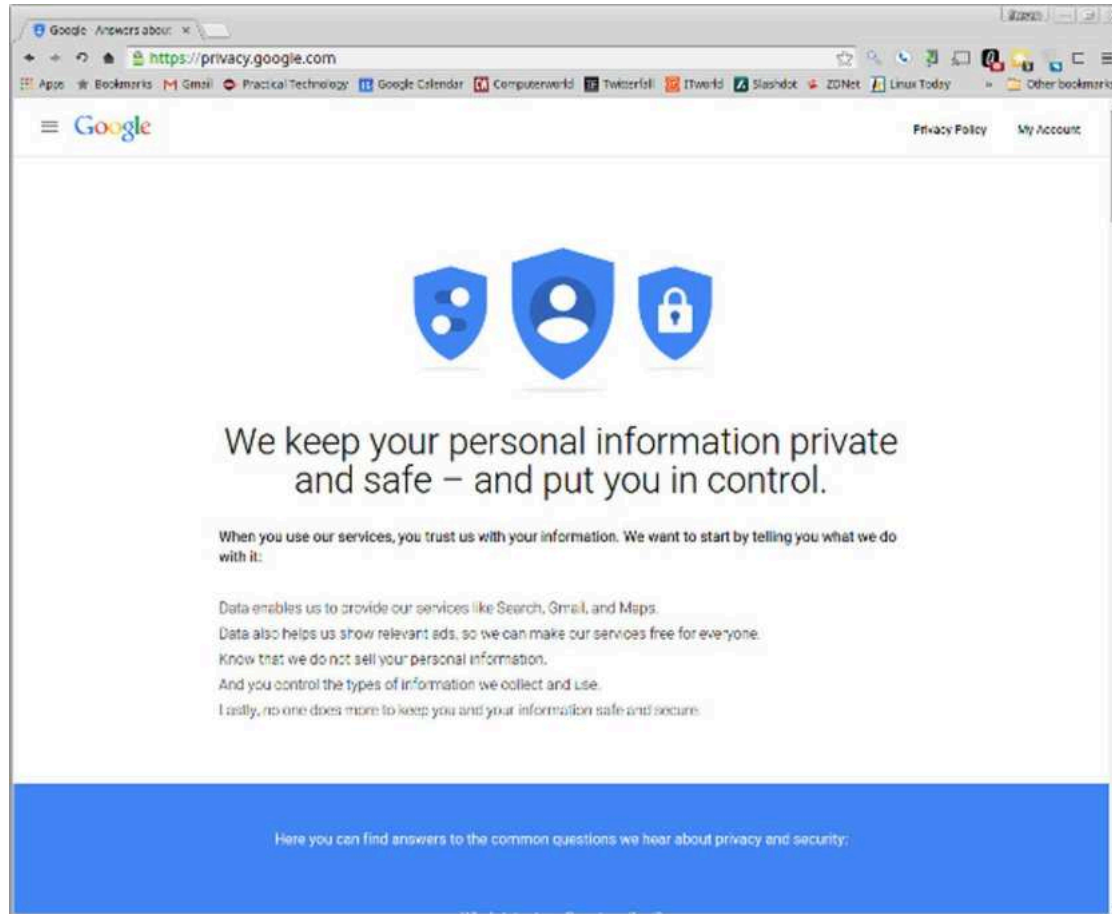 Google - Answers about
https://privacy.google.com
Apps Bookmarks Gmail Practical Technology Google Calendar Computerworld Twitterfall ITworld Slashdot ZDNet Linux Today » Other bookmarks
Google Privacy Policy My Account
We keep your personal information private
and safe – and put you in control.
When you use our services, you trust us with your information. We want to start by telling you what we do
with it:
Data enables us to provide our services like Search, Gmail, and Maps.
Data also helps us show relevant ads, so we can make our services free for everyone.
Know that we do not sell your personal information.
And you control the types of information we collect and use.
Lastly, no one does more to keep you and your information safe and secure.
Here you can find answers to the common questions we hear about privacy and security: